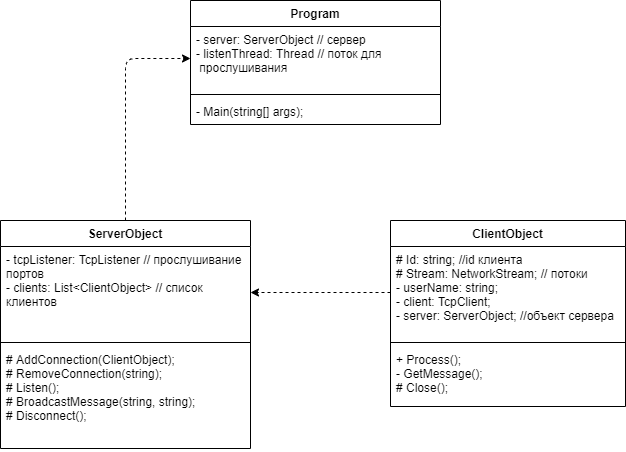 Program
- server: ServerObject // сервер
- listenThread: Thread // поток для
прослушивания
- Main(string[] args);
ServerObject
- tcpListener: TcpListener // прослушивание
портов
- clients: List<ClientObject> // список
клиентов
# AddConnection(ClientObject);
# RemoveConnection(string);
# Listen();
# BroadcastMessage(string, string);
# Disconnect();
ClientObject
# Id: string; //id клиента
# Stream: NetworkStream; // потоки
- userName: string;
- client: TcpClient;
- server: ServerObject; //объект сервера
+ Process();
- GetMessage();
# Close();